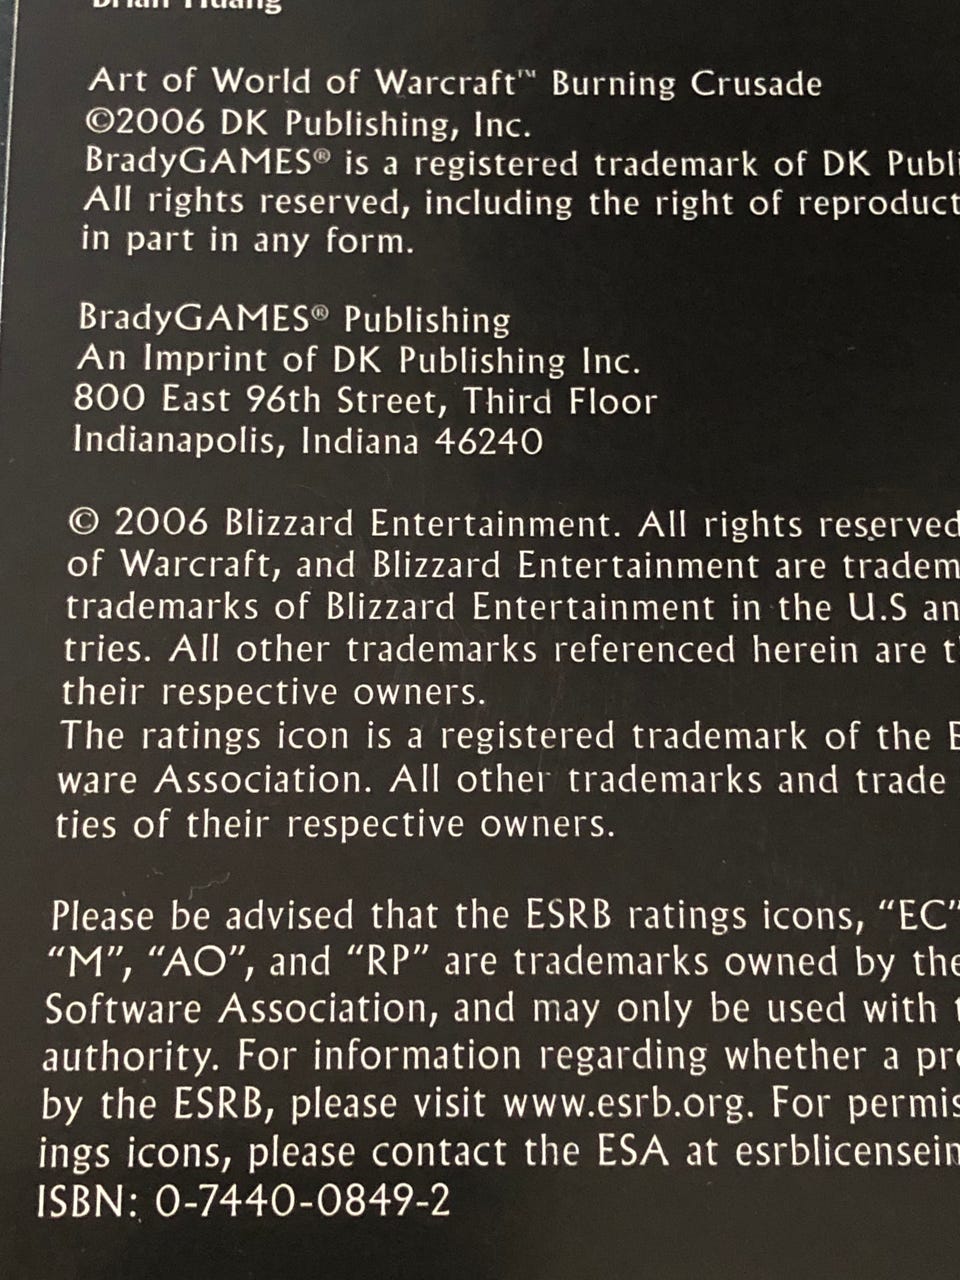 Brian Huang
Art of World of Warcraft™ Burning Crusade
©2006 DK Publishing, Inc.
BradyGAMES® is a registered trademark of DK Publi
All rights reserved, including the right of reproduct
in part in any form.
BradyGAMES® Publishing
An Imprint of DK Publishing Inc.
800 East 96th Street, Third Floor
Indianapolis, Indiana 46240
© 2006 Blizzard Entertainment. All rights reserved
of Warcraft, and Blizzard Entertainment are tradem
trademarks of Blizzard Entertainment in the U.S an
tries. All other trademarks referenced herein are t
their respective owners.
The ratings icon is a registered trademark of the E
ware Association. All other trademarks and trade
ties of their respective owners.
Please be advised that the ESRB ratings icons, “EC”
“M”, “AO”, and “RP” are trademarks owned by the
Software Association, and may only be used with t
authority. For information regarding whether a pro
by the ESRB, please visit www.esrb.org. For permis
ings icons, please contact the ESA at esrblicensein
ISBN: 0-7440-0849-2